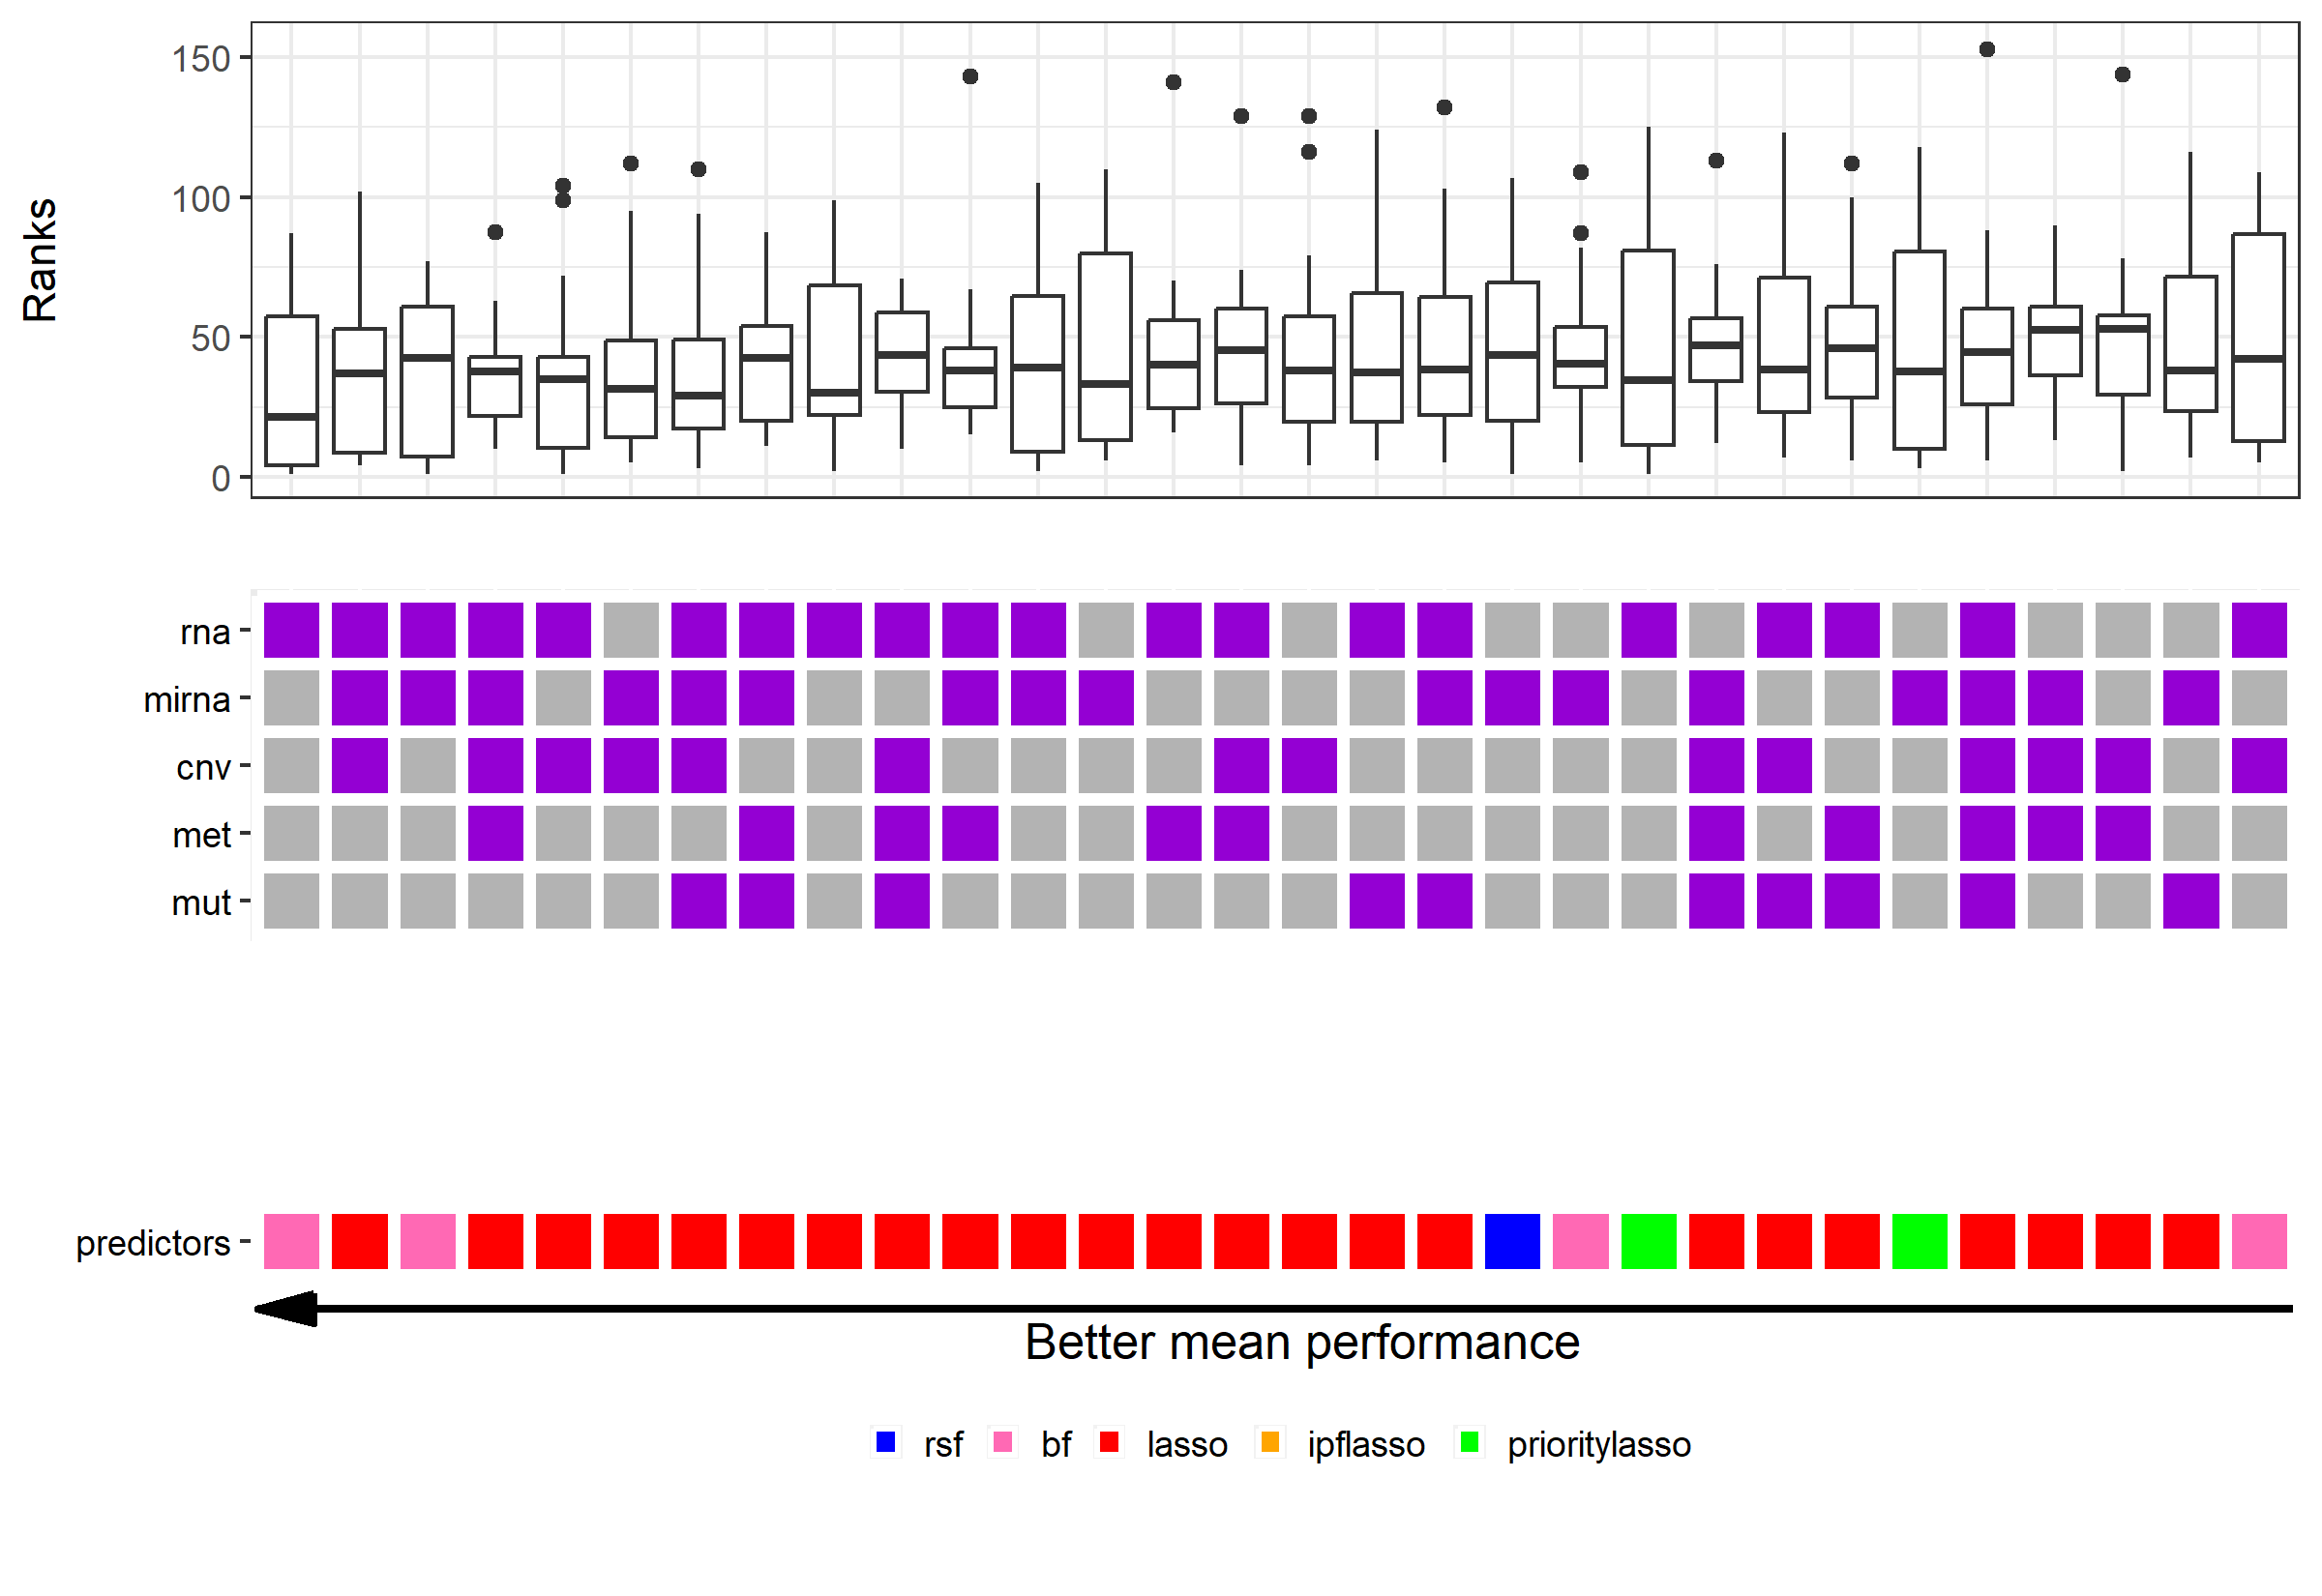 Ranks
150
100
50
0
rna
mirna
cnv
met
mut
predictors
Better mean performance
rsf bf lasso ipflasso prioritylasso